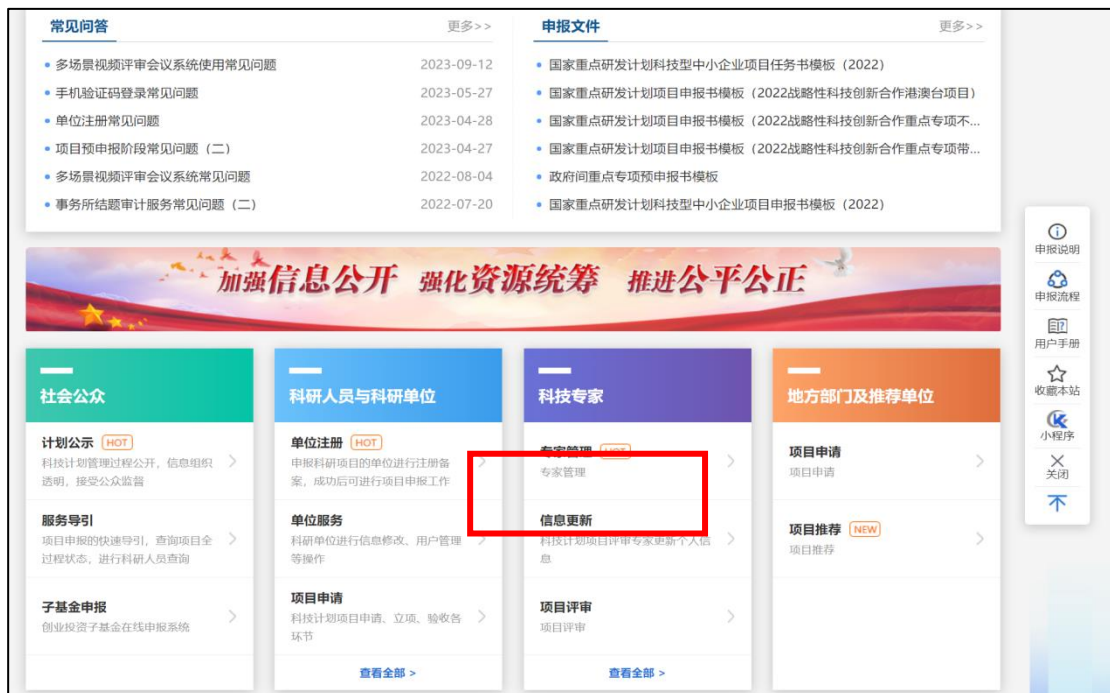 常见问答 更多>>
多场景视频评审会议系统使用常见问题 2023-09-12
手机验证码登录常见问题 2023-05-27
单位注册常见问题 2023-04-28
项目预申报阶段常见问题（二） 2023-04-27
多场景视频评审会议系统常见问题 2022-08-04
事务所结题审计服务常见问题（二） 2022-07-20
申报文件 更多>>
国家重点研发计划科技型中小企业项目任务书模板（2022）
国家重点研发计划项目申报书模板（2022战略性科技创新合作港澳台项目）
国家重点研发计划项目申报书模板（2022战略性科技创新合作重点专项不...
国家重点研发计划项目申报书模板（2022战略性科技创新合作重点专项带...
政府间重点专项预申报书模板
国家重点研发计划科技型中小企业项目申报书模板（2022）
加强信息公开 强化资源统筹 推进公平公正
社会公众
计划公示 HOT
科技计划管理过程公开，信息组织
透明，接受公众监督
服务导引
项目申报的快速导引，查询项目全
过程状态，进行科研人员查询
子基金申报
创业投资子基金在线申报系统
科研人员与科研单位
单位注册 HOT
申报科研项目的单位进行注册备
案，成功后可进行项目申报工作
单位服务
科研单位进行信息修改、用户管理
等操作
项目申请
科技计划项目申请、立项、验收各
环节
查看全部 >
科技专家
专家管理 HOT
专家管理
信息更新
科技计划项目评审专家更新个人信
息
项目评审
项目评审
查看全部 >
地方部门及推荐单位
项目申请
项目申请
项目推荐 NEW
项目推荐
申报说明
申报流程
用户手册
收藏本站
小程序
关闭